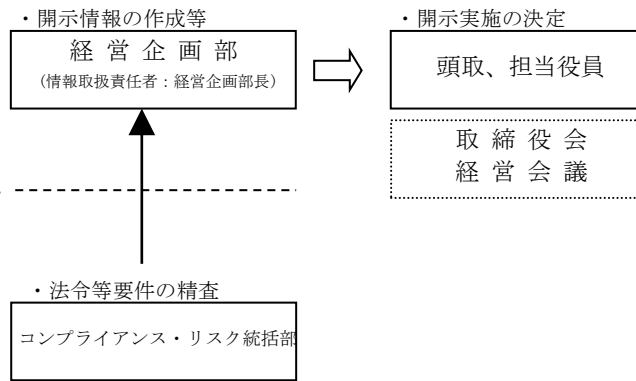 ・開示情報の作成等
経営企画部
（情報取扱責任者：経営企画部長）
・開示実施の決定
頭取、担当役員
取締役会
経営会議
・法令等要件の精査
コンプライアンス・リスク統括部